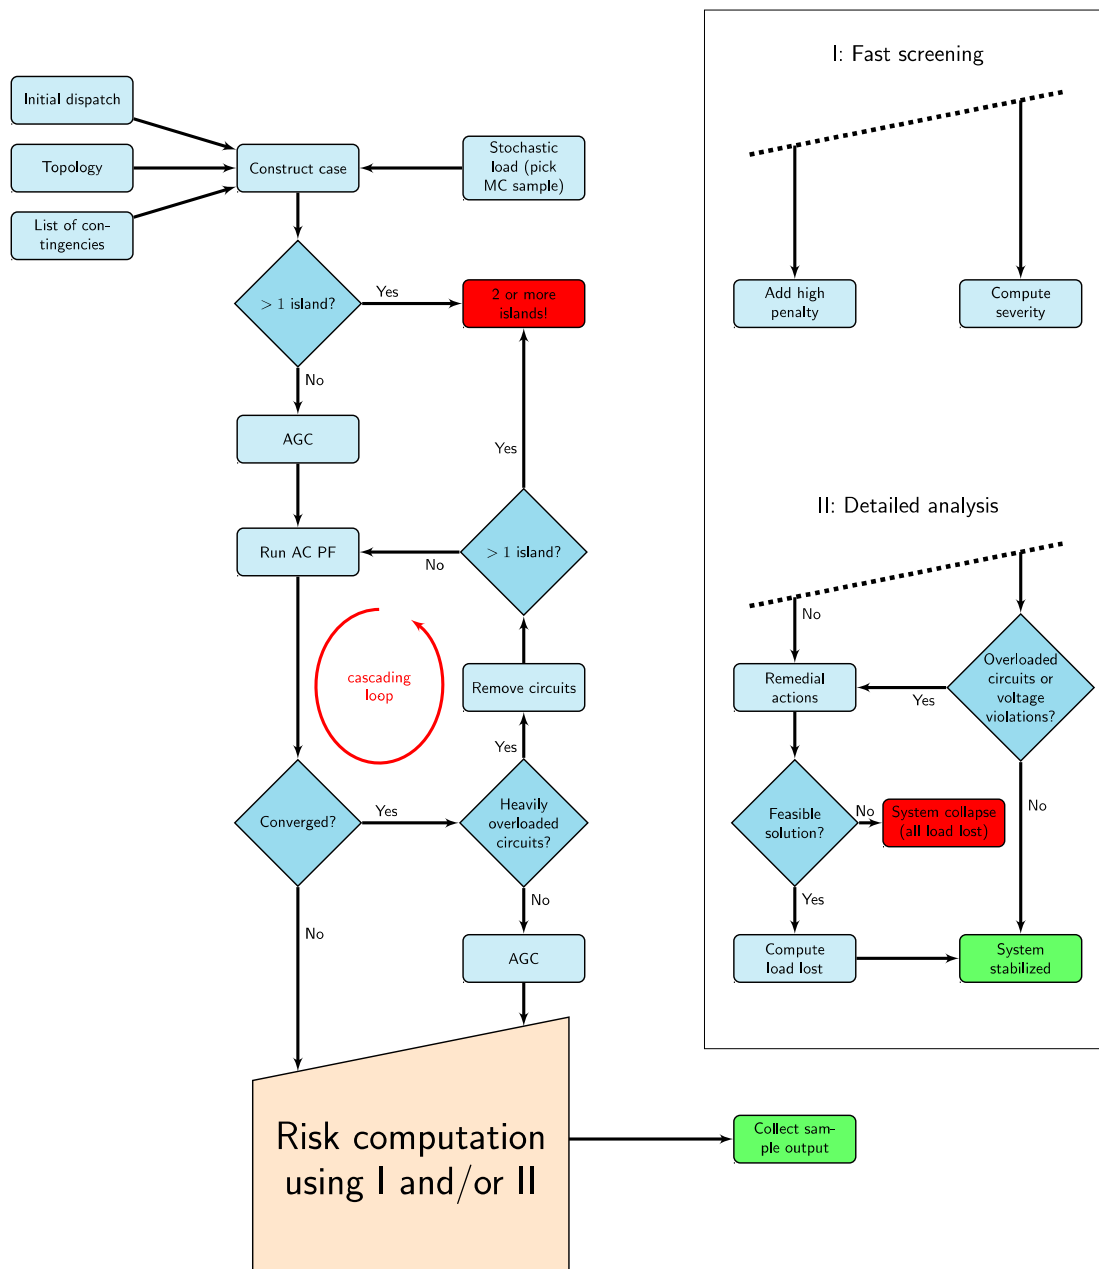 I: Fast screening
Initial dispatch
Topology
List of con-
tingencies
Construct case
Stochastic
load (pick
MC sample)
> 1 island?
Yes
2 or more
islands!
No
AGC
Yes
Run AC PF
No
> 1 island?
cascading
loop
Remove circuits
Yes
Converged?
Yes
Heavily
overloaded
circuits?
No
No
AGC
Risk computation
using I and/or II
Collect sam-
ple output
Add high
penalty
Compute
severity
II: Detailed analysis
No
Remedial
actions
Yes
Overloaded
circuits or
voltage
violations?
Feasible
solution?
No
System collapse
(all load lost)
No
Yes
Compute
load lost
System
stabilized